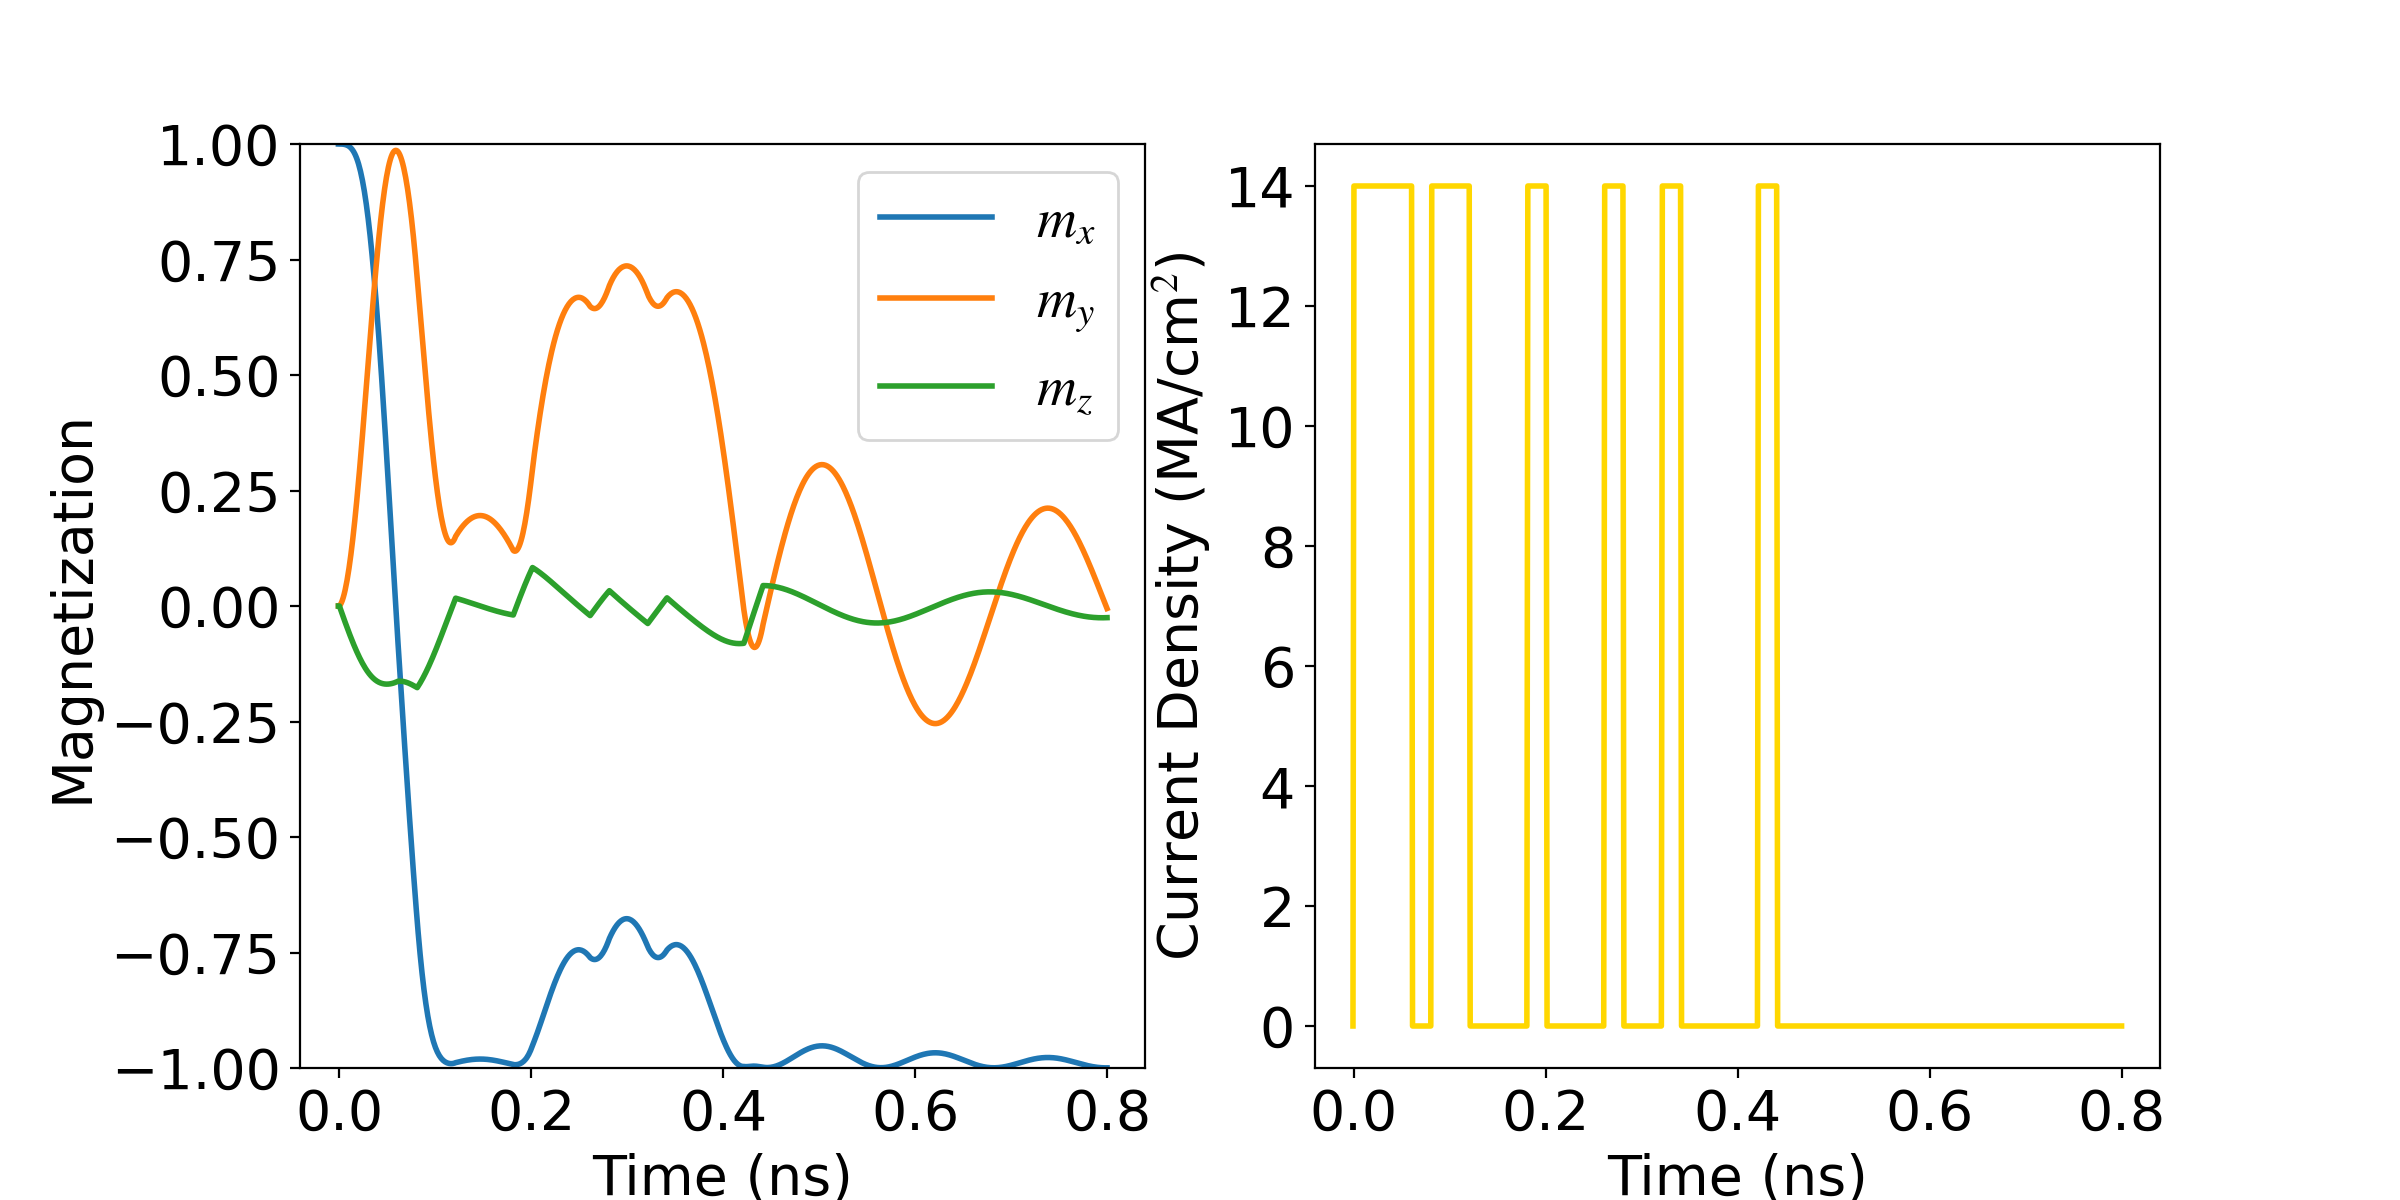 Magnetization
1.00
0.75
0.50
0.25
0.00
−0.25
−0.50
−0.75
−1.00
0.0 0.2 0.4 0.6 0.8
Time (ns)
m_x
m_y
m_z
Current Density (MA/cm²)
14
12
10
8
6
4
2
0
0.0 0.2 0.4 0.6 0.8
Time (ns)